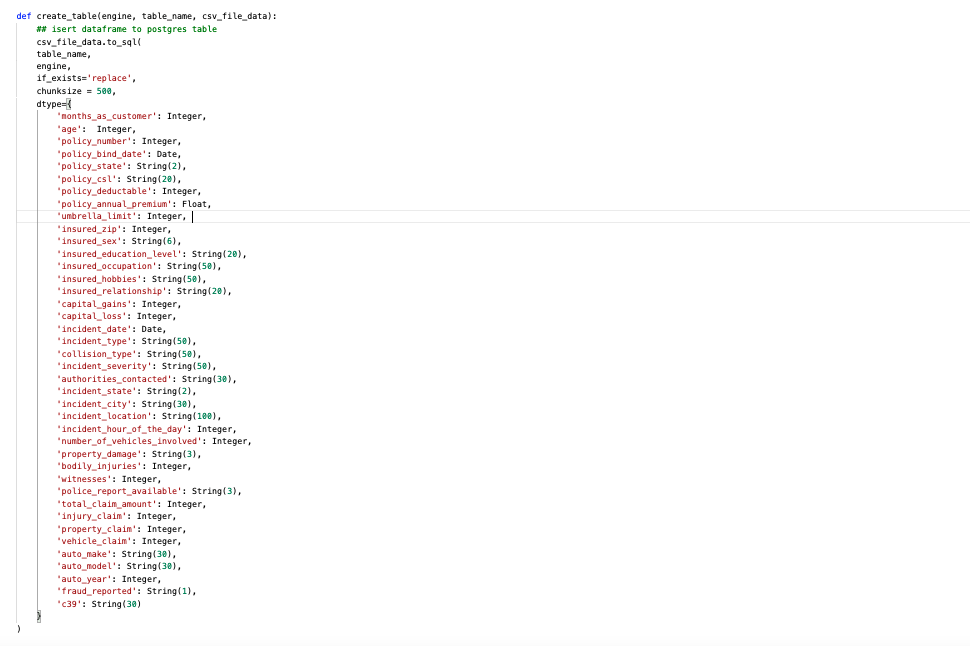 def create_table(engine, table_name, csv_file_data):
## isert dataframe to postgres table
csv_file_data.to_sql(
table_name,
engine,
if_exists='replace',
chunksize = 500,
dtype={
'months_as_customer': Integer,
'age':  Integer,
'policy_number': Integer,
'policy_bind_date': Date,
'policy_state': String(2),
'policy_csl': String(20),
'policy_deductable': Integer,
'policy_annual_premium': Float,
'umbrella_limit': Integer,
'insured_zip': Integer,
'insured_sex': String(6),
'insured_education_level': String(20),
'insured_occupation': String(50),
'insured_hobbies': String(50),
'insured_relationship': String(20),
'capital_gains': Integer,
'capital_loss': Integer,
'incident_date': Date,
'incident_type': String(50),
'collision_type': String(50),
'incident_severity': String(50),
'authorities_contacted': String(30),
'incident_state': String(2),
'incident_city': String(30),
'incident_location': String(100),
'incident_hour_of_the_day': Integer,
'number_of_vehicles_involved': Integer,
'property_damage': String(3),
'bodily_injuries': Integer,
'witnesses': Integer,
'police_report_available': String(3),
'total_claim_amount': Integer,
'injury_claim': Integer,
'property_claim': Integer,
'vehicle_claim': Integer,
'auto_make': String(30),
'auto_model': String(30),
'auto_year': Integer,
'fraud_reported': String(1),
'c39': String(30)
}
)